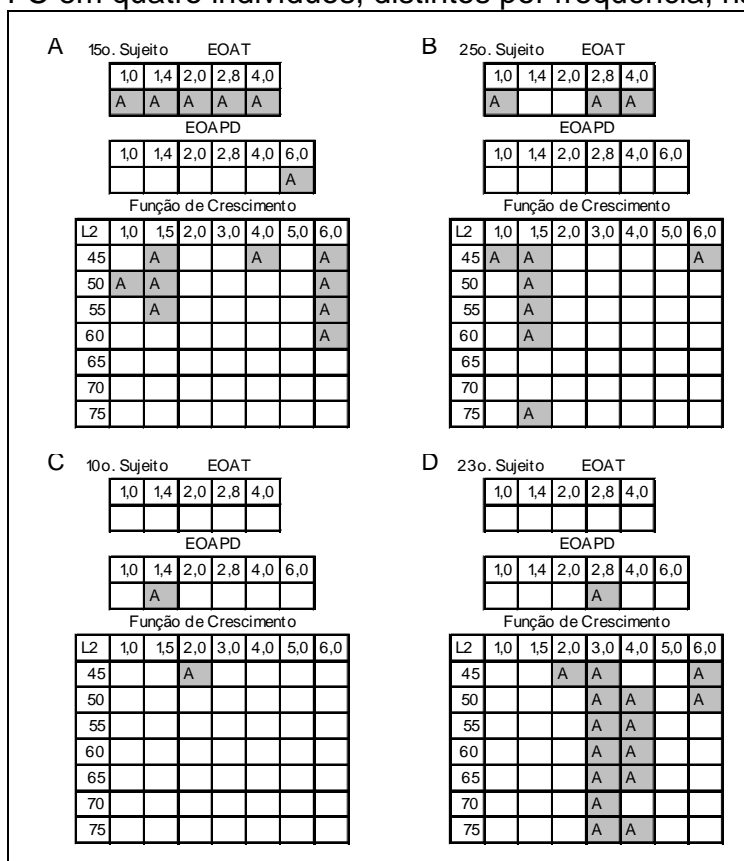 em quatro indivíduos, distintos por
A 15o. Sujeito EOAT
1,0 1,4 2,0 2,8 4,0
A A A A A
EOAPD
1,0 1,4 2,0 2,8 4,0 6,0
A
Função de Crescimento
L2 1,0 1,5 2,0 3,0 4,0 5,0 6,0
45 A A A
50 A A A
55 A A
60 A
65
70
75
B 25o. Sujeito EOAT
1,0 1,4 2,0 2,8 4,0
A A A
EOAPD
1,0 1,4 2,0 2,8 4,0 6,0
Função de Crescimento
L2 1,0 1,5 2,0 3,0 4,0 5,0 6,0
45 A A A
50 A
55 A
60 A
65
70
75 A
C 10o. Sujeito EOAT
1,0 1,4 2,0 2,8 4,0
EOAPD
1,0 1,4 2,0 2,8 4,0 6,0
A
Função de Crescimento
L2 1,0 1,5 2,0 3,0 4,0 5,0 6,0
45 A
50
55
60
65
70
75
D 23o. Sujeito EOAT
1,0 1,4 2,0 2,8 4,0
EOAPD
1,0 1,4 2,0 2,8 4,0 6,0
A
Função de Crescimento
L2 1,0 1,5 2,0 3,0 4,0 5,0 6,0
45 A A A
50 A A A
55 A A
60 A A
65 A A
70 A
75 A A